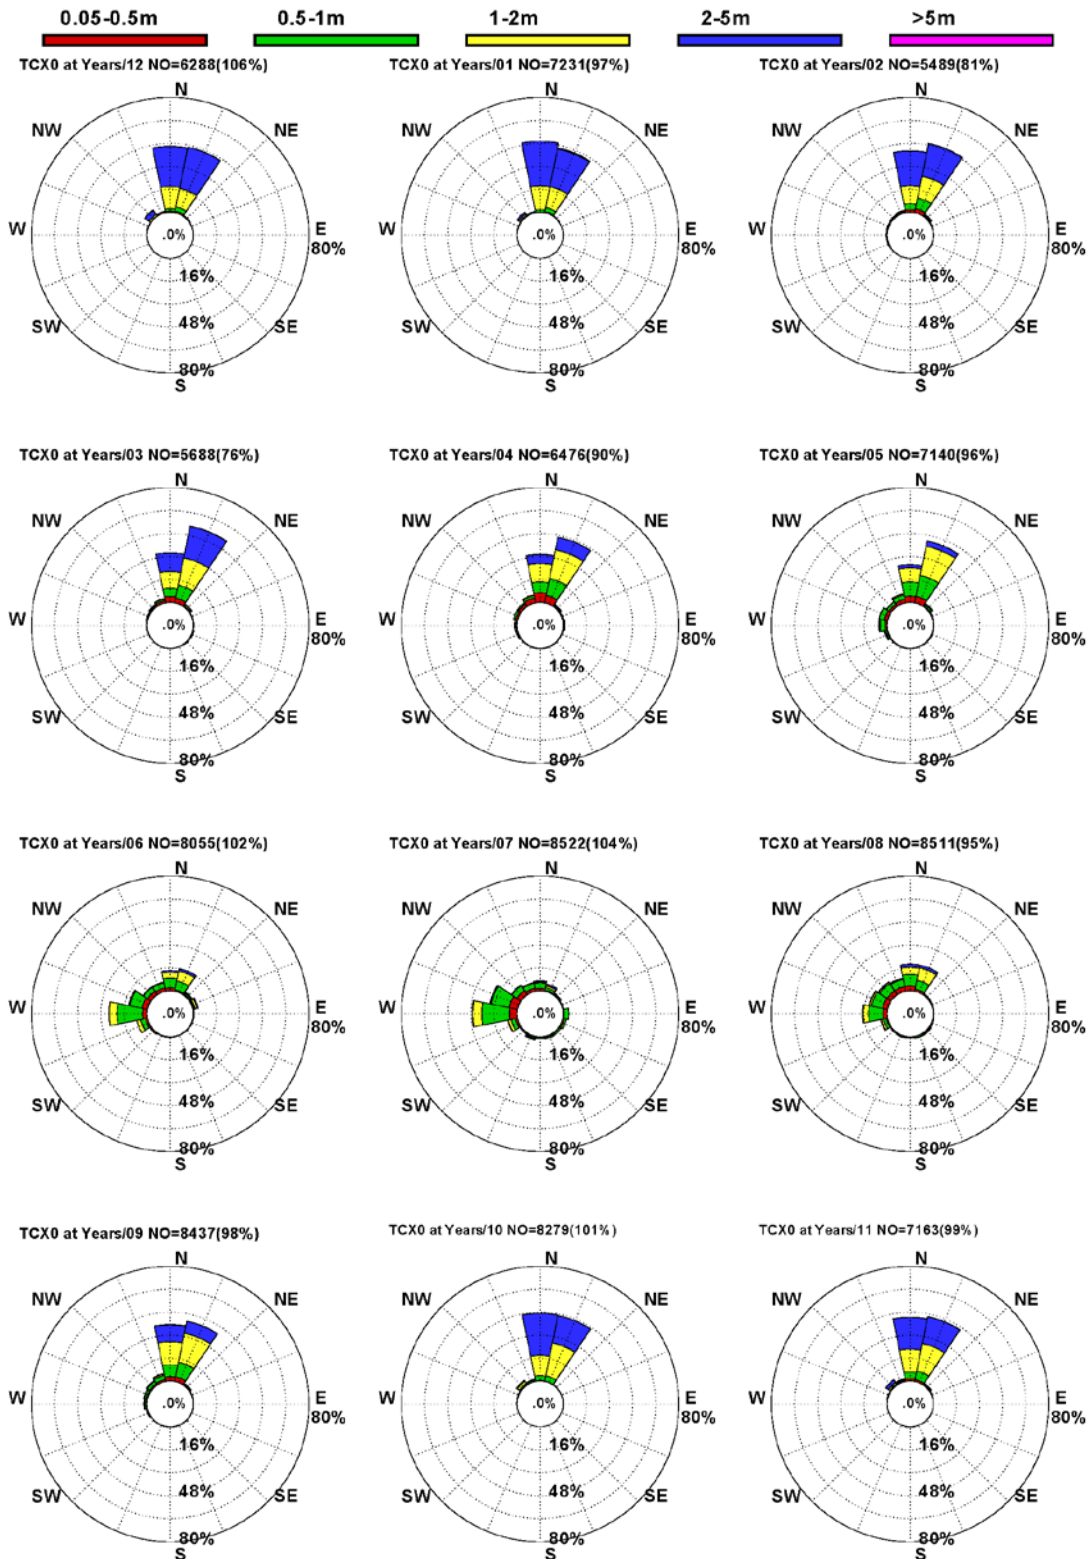 0.05-0.5m 0.5-1m 1-2m 2-5m >5m
TCX0 at Years/12 NO=6288(106%) TCX0 at Years/01 NO=7231(97%) TCX0 at Years/02 NO=5489(81%)
N N N
NW NE NW NE NW NE
W .0% E W .0% E W .0% E
80% 80% 80%
16% 16% 16%
SW 48% SE SW 48% SE SW 48% SE
80% 80% 80%
S S S
TCX0 at Years/03 NO=5688(76%) TCX0 at Years/04 NO=6476(90%) TCX0 at Years/05 NO=7140(96%)
N N N
NW NE NW NE NW NE
W .0% E W .0% E W .0% E
80% 80% 80%
16% 16% 16%
SW 48% SE SW 48% SE SW 48% SE
80% 80% 80%
S S S
TCX0 at Years/06 NO=8055(102%) TCX0 at Years/07 NO=8522(104%) TCX0 at Years/08 NO=8511(95%)
N N N
NW NE NW NE NW NE
W .0% E W .0% E W .0% E
80% 80% 80%
16% 16% 16%
SW 48% SE SW 48% SE SW 48% SE
80% 80% 80%
S S S
TCX0 at Years/09 NO=8437(98%) TCX0 at Years/10 NO=8279(101%) TCX0 at Years/11 NO=7163(99%)
N N N
NW NE NW NE NW NE
W .0% E W .0% E W .0% E
80% 80% 80%
16% 16% 16%
SW 48% SE SW 48% SE SW 48% SE
80% 80% 80%
S S S